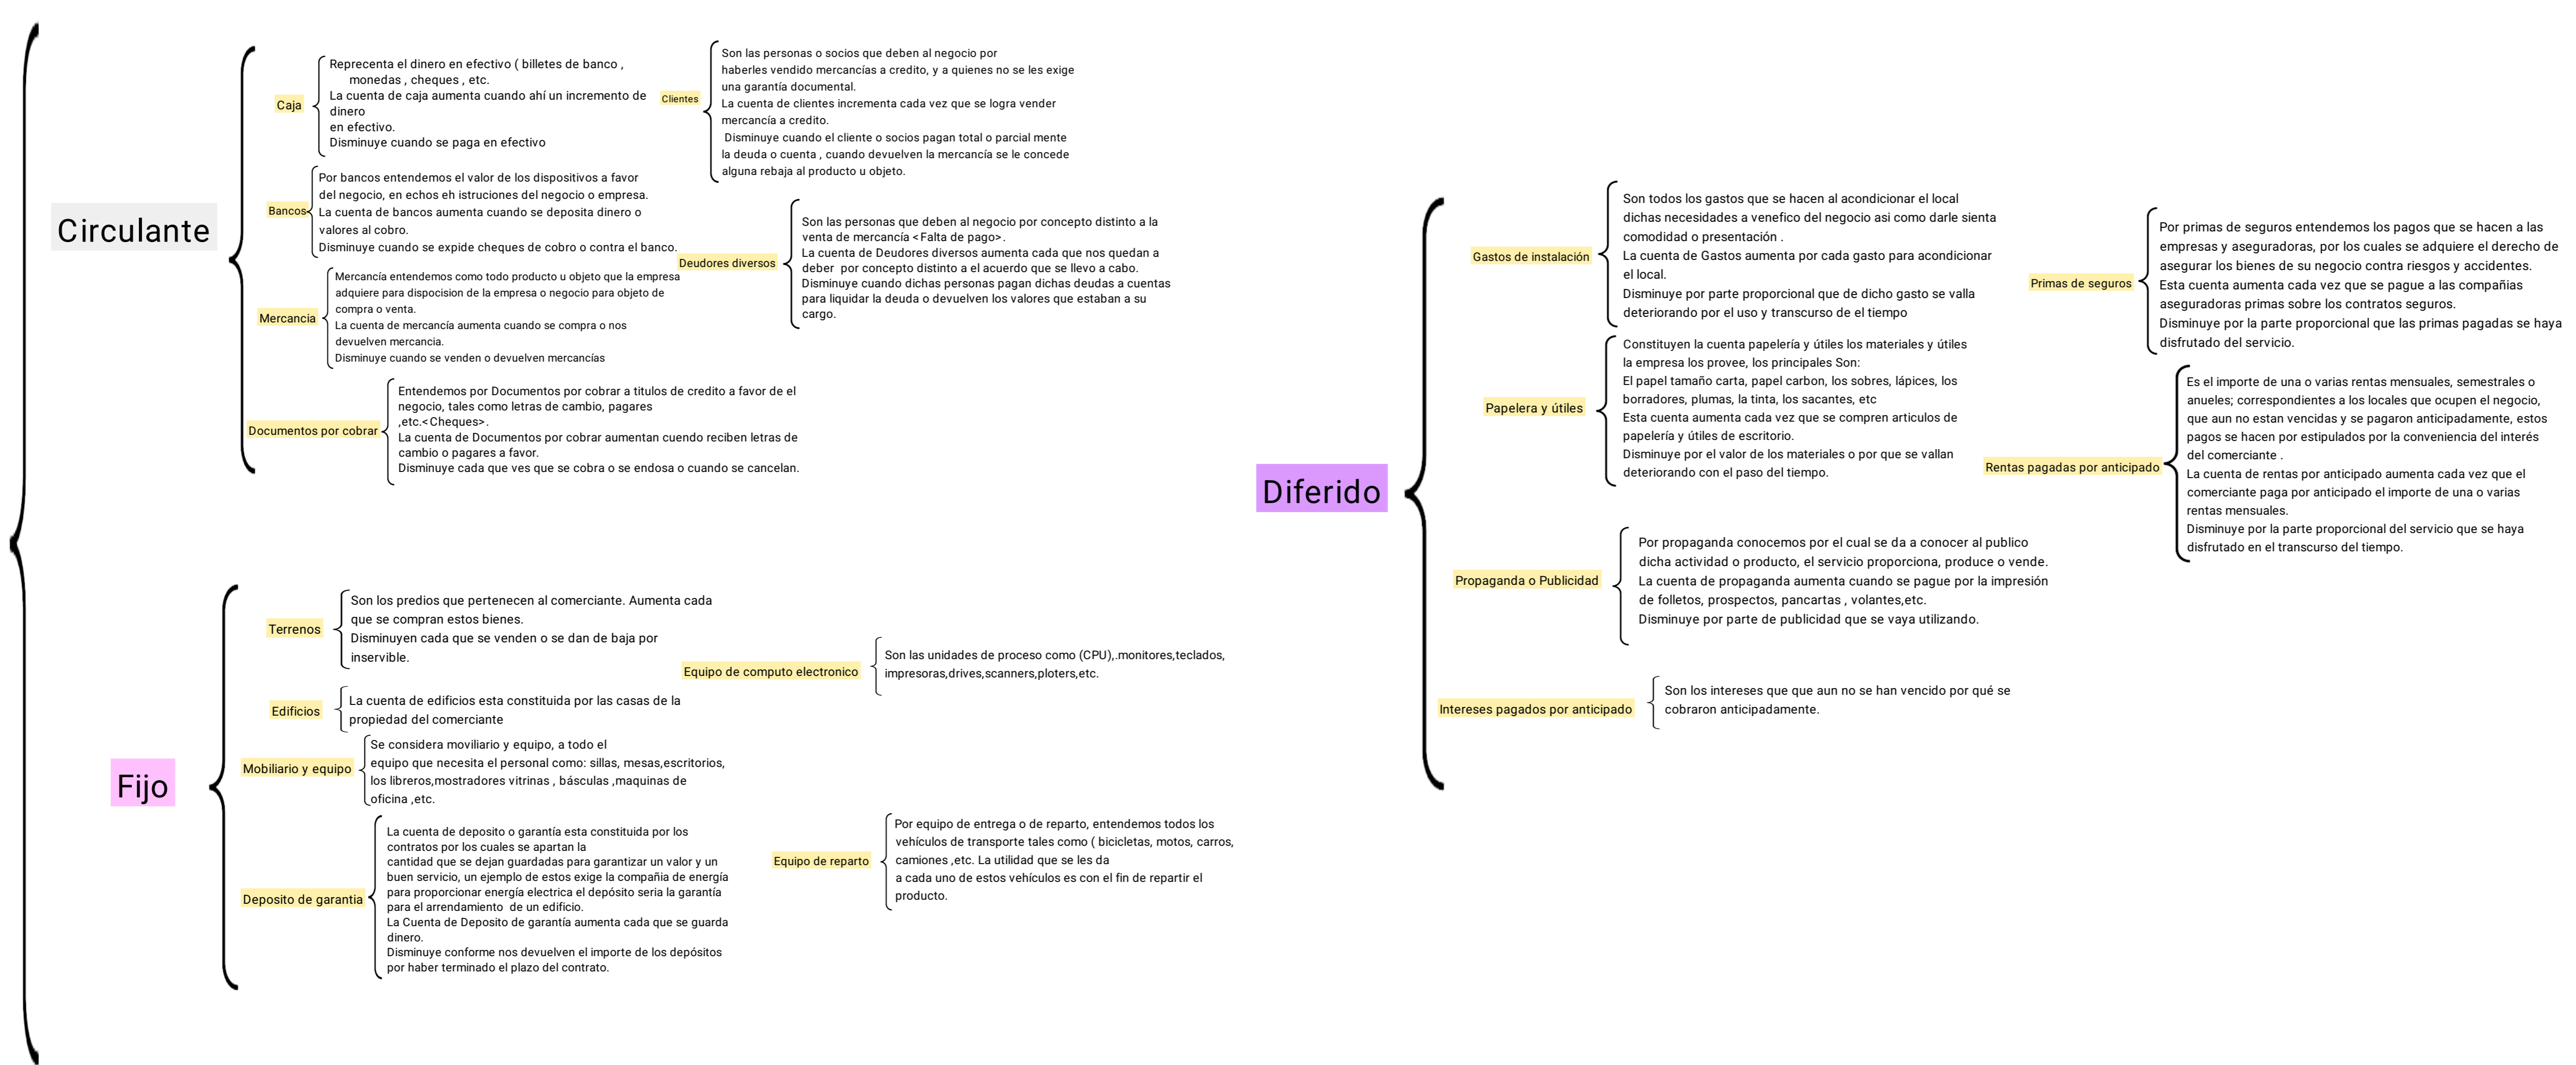 Circulante
Caja
Reprecenta el dinero en efectivo ( billetes de banco ,
monedas , cheques , etc.
La cuenta de caja aumenta cuando ahí un incremento de
dinero
en efectivo.
Disminuye cuando se paga en efectivo
Bancos
Por bancos entendemos el valor de los dispositivos a favor
del negocio, en echos eh istruciones del negocio o empresa.
La cuenta de bancos aumenta cuando se deposita dinero o
valores al cobro.
Disminuye cuando se expide cheques de cobro o contra el banco.
Mercancia
Mercancía entendemos como todo producto u objeto que la empresa
adquiere para dispocision de la empresa o negocio para objeto de
compra o venta.
La cuenta de mercancía aumenta cuando se compra o nos
devuelven mercancia.
Disminuye cuando se venden o devuelven mercancías
Documentos por cobrar
Entendemos por Documentos por cobrar a titulos de credito a favor de el
negocio, tales como letras de cambio, pagares
,etc.<Cheques>.
La cuenta de Documentos por cobrar aumentan cuendo reciben letras de
cambio o pagares a favor.
Disminuye cada que ves que se cobra o se endosa o cuando se cancelan.
Clientes
Son las personas o socios que deben al negocio por
haberles vendido mercancías a credito, y a quienes no se les exige
una garantía documental.
La cuenta de clientes incrementa cada vez que se logra vender
mercancía a credito.
Disminuye cuando el cliente o socios pagan total o parcial mente
la deuda o cuenta , cuando devuelven la mercancía se le concede
alguna rebaja al producto u objeto.
Deudores diversos
Son las personas que deben al negocio por concepto distinto a la
venta de mercancía <Falta de pago>.
La cuenta de Deudores diversos aumenta cada que nos quedan a
deber  por concepto distinto a el acuerdo que se llevo a cabo.
Disminuye cuando dichas personas pagan dichas deudas a cuentas
para liquidar la deuda o devuelven los valores que estaban a su
cargo.
Fijo
Terrenos
Son los predios que pertenecen al comerciante. Aumenta cada
que se compran estos bienes.
Disminuyen cada que se venden o se dan de baja por
inservible.
Edificios
La cuenta de edificios esta constituida por las casas de la
propiedad del comerciante
Mobiliario y equipo
Se considera moviliario y equipo, a todo el
equipo que necesita el personal como: sillas, mesas,escritorios,
los libreros,mostradores vitrinas , básculas ,maquinas de
oficina ,etc.
Deposito de garantia
La cuenta de deposito o garantía esta constituida por los
contratos por los cuales se apartan la
cantidad que se dejan guardadas para garantizar un valor y un
buen servicio, un ejemplo de estos exige la compañia de energía
para proporcionar energía electrica el depósito seria la garantía
para el arrendamiento  de un edificio.
La Cuenta de Deposito de garantía aumenta cada que se guarda
dinero.
Disminuye conforme nos devuelven el importe de los depósitos
por haber terminado el plazo del contrato.
Equipo de computo electronico
Son las unidades de proceso como (CPU),.monitores,teclados,
impresoras,drives,scanners,ploters,etc.
Equipo de reparto
Por equipo de entrega o de reparto, entendemos todos los
vehículos de transporte tales como ( bicicletas, motos, carros,
camiones ,etc. La utilidad que se les da
a cada uno de estos vehículos es con el fin de repartir el
producto.
Diferido
Gastos de instalación
Son todos los gastos que se hacen al acondicionar el local
dichas necesidades a venefico del negocio asi como darle sienta
comodidad o presentación .
La cuenta de Gastos aumenta por cada gasto para acondicionar
el local.
Disminuye por parte proporcional que de dicho gasto se valla
deteriorando por el uso y transcurso de el tiempo
Papelera y útiles
Constituyen la cuenta papelería y útiles los materiales y útiles
la empresa los provee, los principales Son:
El papel tamaño carta, papel carbon, los sobres, lápices, los
borradores, plumas, la tinta, los sacantes, etc
Esta cuenta aumenta cada vez que se compren articulos de
papelería y útiles de escritorio.
Disminuye por el valor de los materiales o por que se vallan
deteriorando con el paso del tiempo.
Propaganda o Publicidad
Por propaganda conocemos por el cual se da a conocer al publico
dicha actividad o producto, el servicio proporciona, produce o vende.
La cuenta de propaganda aumenta cuando se pague por la impresión
de folletos, prospectos, pancartas , volantes,etc.
Disminuye por parte de publicidad que se vaya utilizando.
Intereses pagados por anticipado
Son los intereses que que aun no se han vencido por qué se
cobraron anticipadamente.
Primas de seguros
Por primas de seguros entendemos los pagos que se hacen a las
empresas y aseguradoras, por los cuales se adquiere el derecho de
asegurar los bienes de su negocio contra riesgos y accidentes.
Esta cuenta aumenta cada vez que se pague a las compañias
aseguradoras primas sobre los contratos seguros.
Disminuye por la parte proporcional que las primas pagadas se haya
disfrutado del servicio.
Rentas pagadas por anticipado
Es el importe de una o varias rentas mensuales, semestrales o
anueles; correspondientes a los locales que ocupen el negocio,
que aun no estan vencidas y se pagaron anticipadamente, estos
pagos se hacen por estipulados por la conveniencia del interés
del comerciante .
La cuenta de rentas por anticipado aumenta cada vez que el
comerciante paga por anticipado el importe de una o varias
rentas mensuales.
Disminuye por la parte proporcional del servicio que se haya
disfrutado en el transcurso del tiempo.